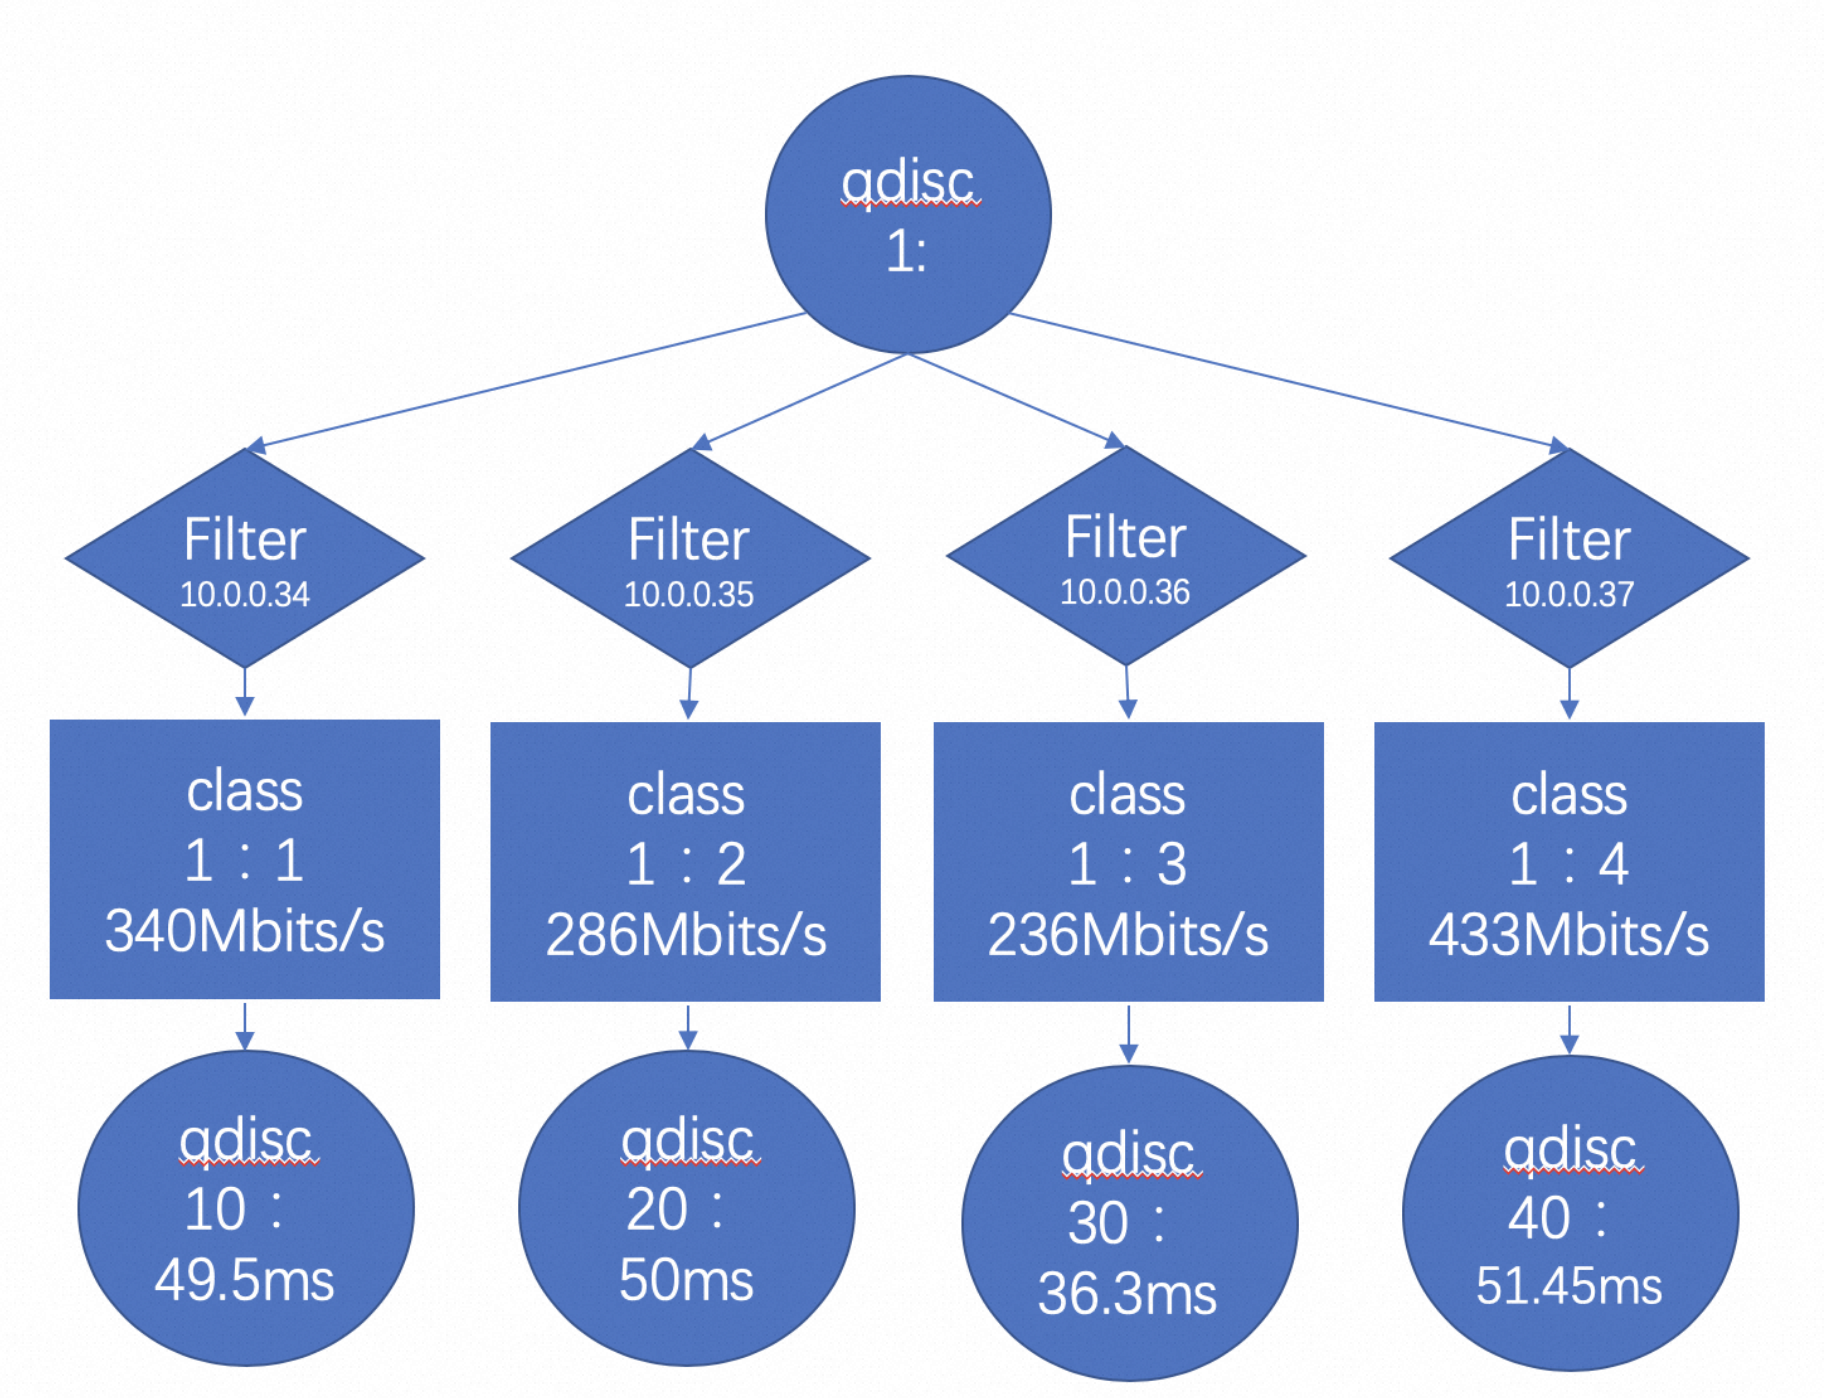 qdisc
1:
Filter
10.0.0.34
Filter
10.0.0.35
Filter
10.0.0.36
Filter
10.0.0.37
class
1：1
340Mbits/s
class
1：2
286Mbits/s
class
1：3
236Mbits/s
class
1：4
433Mbits/s
qdisc
10：
49.5ms
qdisc
20：
50ms
qdisc
30：
36.3ms
qdisc
40：
51.45ms